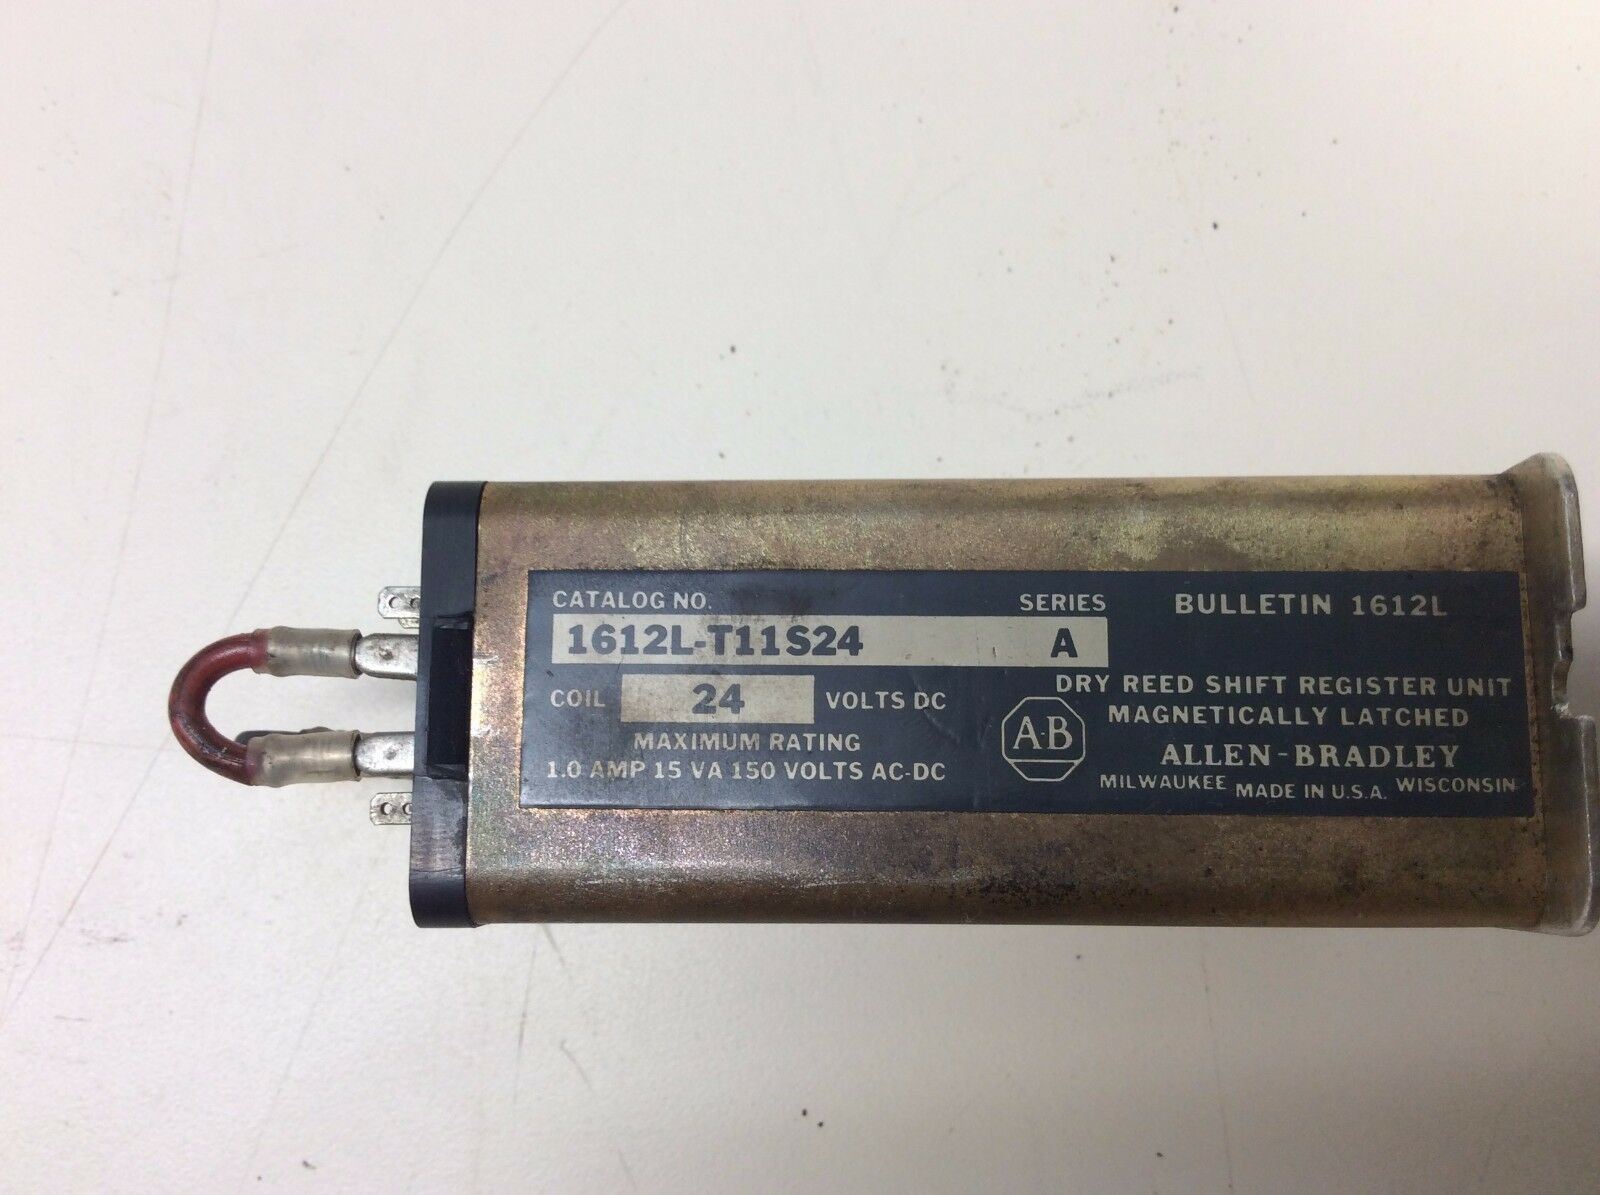 CATALOG NO. SERIES BULLETIN 1612L
1612L-T11S24 A
COIL 24 VOLTS DC
MAXIMUM RATING
1.0 AMP 15 VA 150 VOLTS AC-DC
A-B
DRY REED SHIFT REGISTER UNIT
MAGNETICALLY LATCHED
ALLEN-BRADLEY
MILWAUKEE MADE IN U.S.A. WISCONSIN